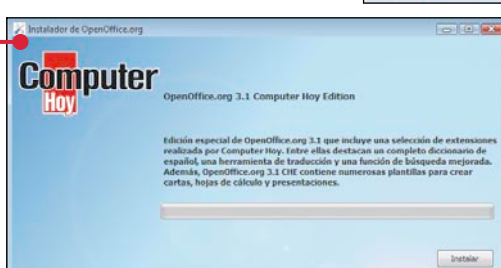 Instalador de OpenOffice.org
Computer
Hoy
OpenOffice.org 3.1 Computer Hoy Edition
Edición especial de OpenOffice.org 3.1 que incluye una selección de extensiones
realizada por Computer Hoy. Entre ellas destacan un completo diccionario de
español, una herramienta de traducción y una función de búsqueda mejorada.
Además, OpenOffice.org 3.1 CHE contiene numerosas plantillas para crear
cartas, hojas de cálculo y presentaciones.
Instalar